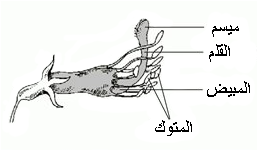 ميسم
القلم
المبيض
المتوك